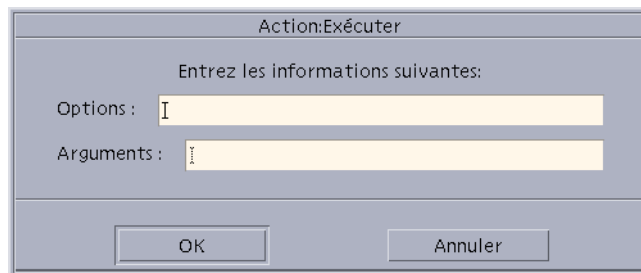 Action:Exécuter
Entrez les informations suivantes:
Options :
Arguments :
OK
Annuler